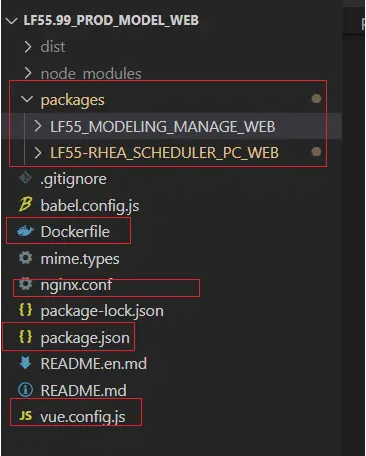 LF55.99_PROD_MODEL_WEB
dist
node_modules
packages
LF55_MODELING_MANAGE_WEB
LF55-RHEA_SCHEDULER_PC_WEB
.gitignore
babel.config.js
Dockerfile
mime.types
nginx.conf
package-lock.json
package.json
README.en.md
README.md
JS vue.config.js